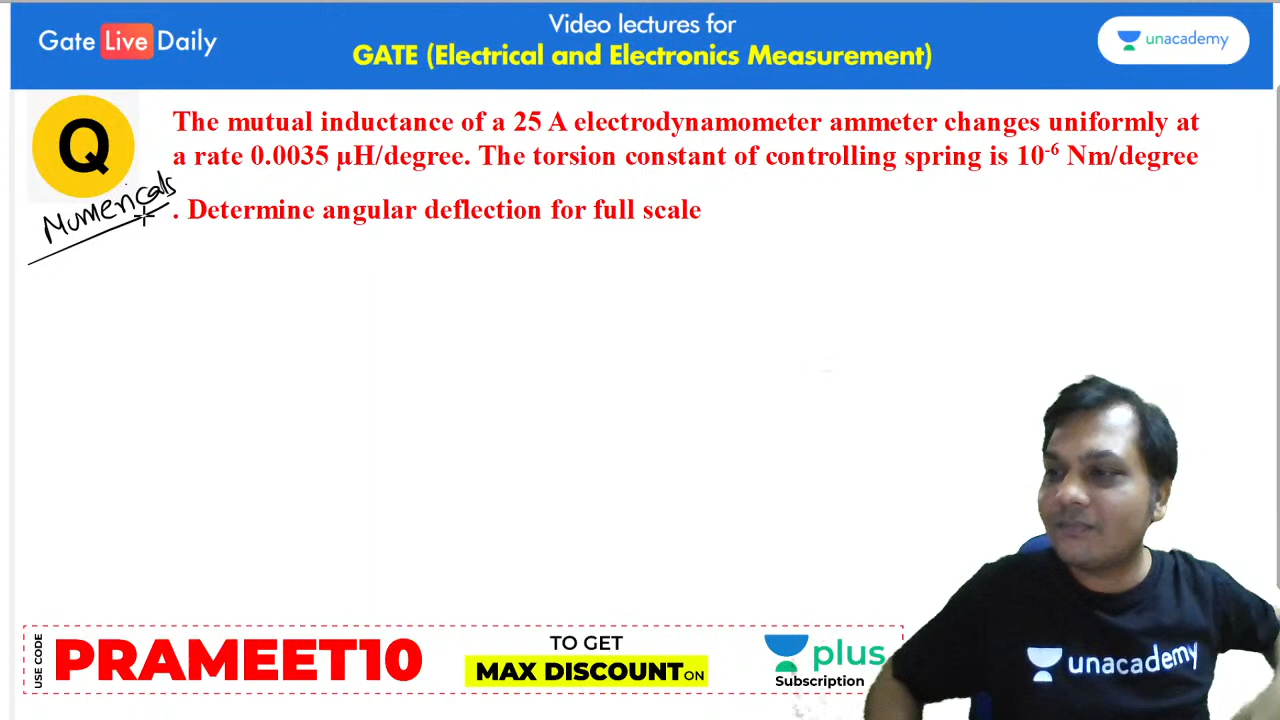 Gate Live Daily
Video lectures for
GATE (Electrical and Electronics Measurement)
unacademy
Q
The mutual inductance of a 25 A electrodynamometer ammeter changes uniformly at
a rate 0.0035 μH/degree. The torsion constant of controlling spring is 10⁻⁶ Nm/degree
. Determine angular deflection for full scale
Numericals
USE CODE
PRAMEET10
TO GET
MAX DISCOUNT ON
plus
Subscription
unacademy